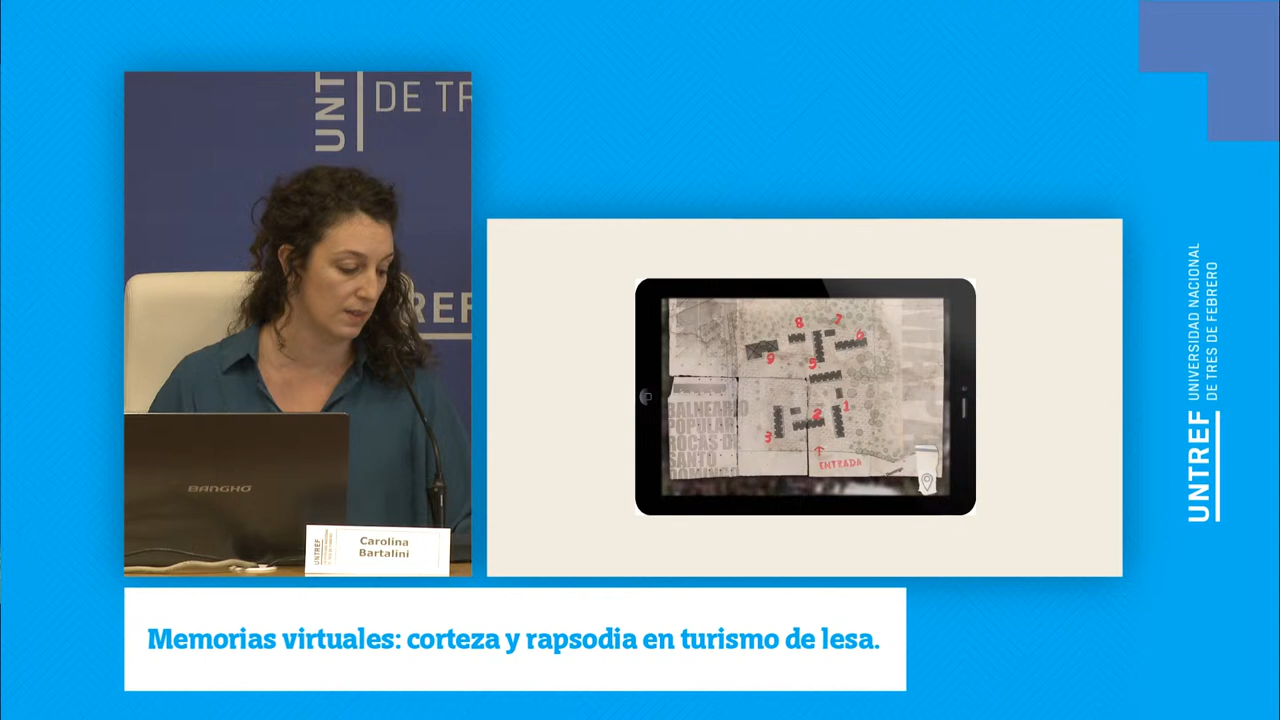 UNT
DE TR
REF
BANGHO
UNTREF
Carolina
Bartalini
8
7
6
9
5
1
2
3
ENTRADA
BALNEARIO
POPULAR
ROCAS DE
SANTO
DOMINGO
UNTREF
UNIVERSIDAD NACIONAL
DE TRES DE FEBRERO
Memorias virtuales: corteza y rapsodia en turismo de lesa.